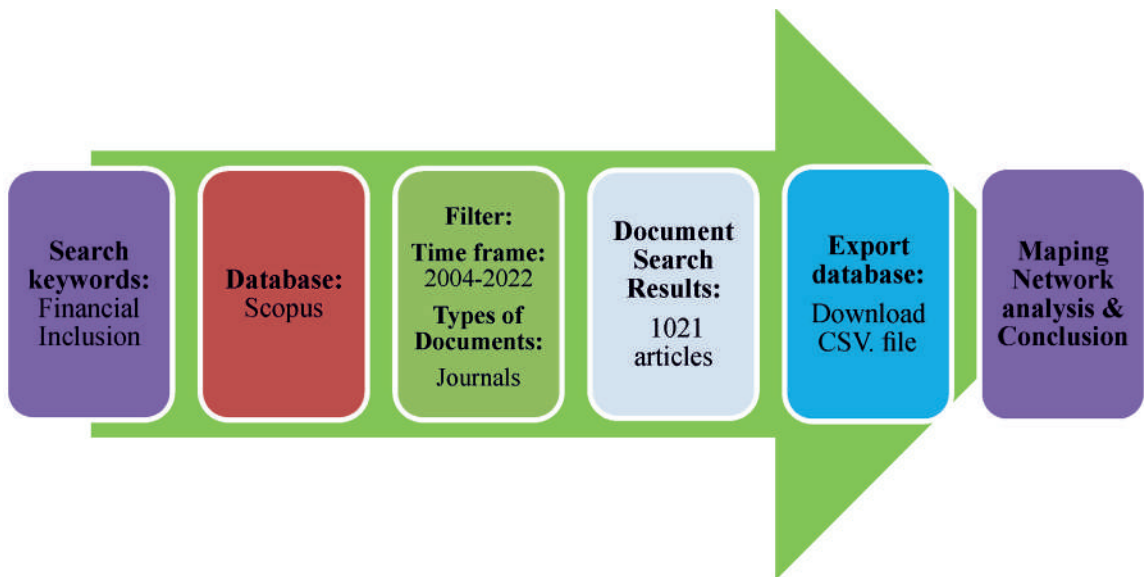 Search
keywords:
Financial
Inclusion
Database:
Scopus
Filter:
Time frame:
2004-2022
Types of
Documents:
Journals
Document
Search
Results:
1021
articles
Export
database:
Download
CSV. file
Maping
Network
analysis &
Conclusion